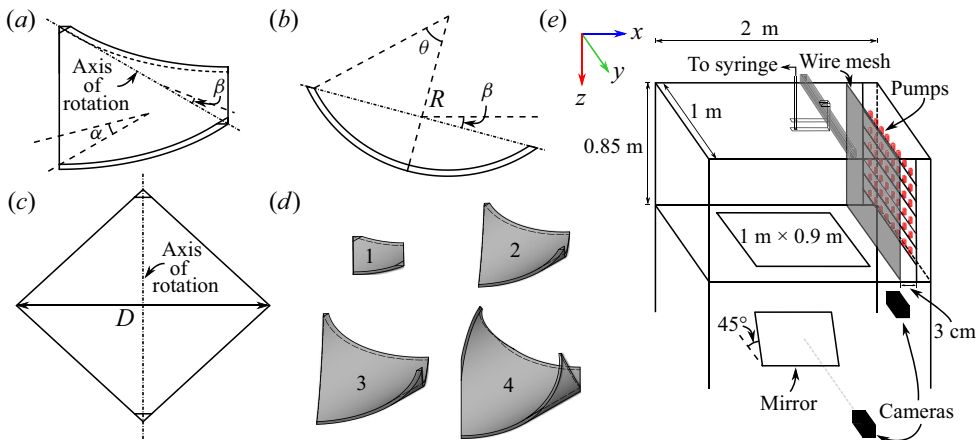 (a)
Axis
of
rotation
α
β
(b)
θ
R
β
(c)
Axis
of
rotation
D
(d)
1
2
3
4
(e)
x
y
z
2 m
To syringe
Wire mesh
Pumps
1 m
0.85 m
1 m × 0.9 m
3 cm
45°
Mirror
Cameras